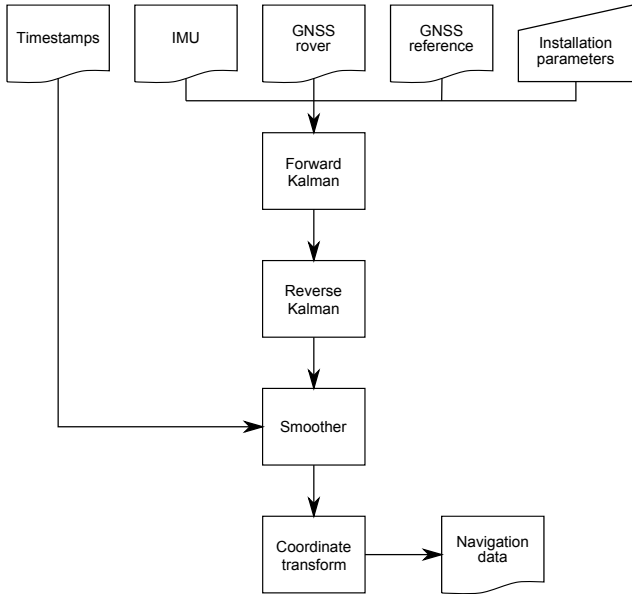 Timestamps
IMU
GNSS
rover
GNSS
reference
Installation
parameters
Forward
Kalman
Reverse
Kalman
Smoother
Coordinate
transform
Navigation
data